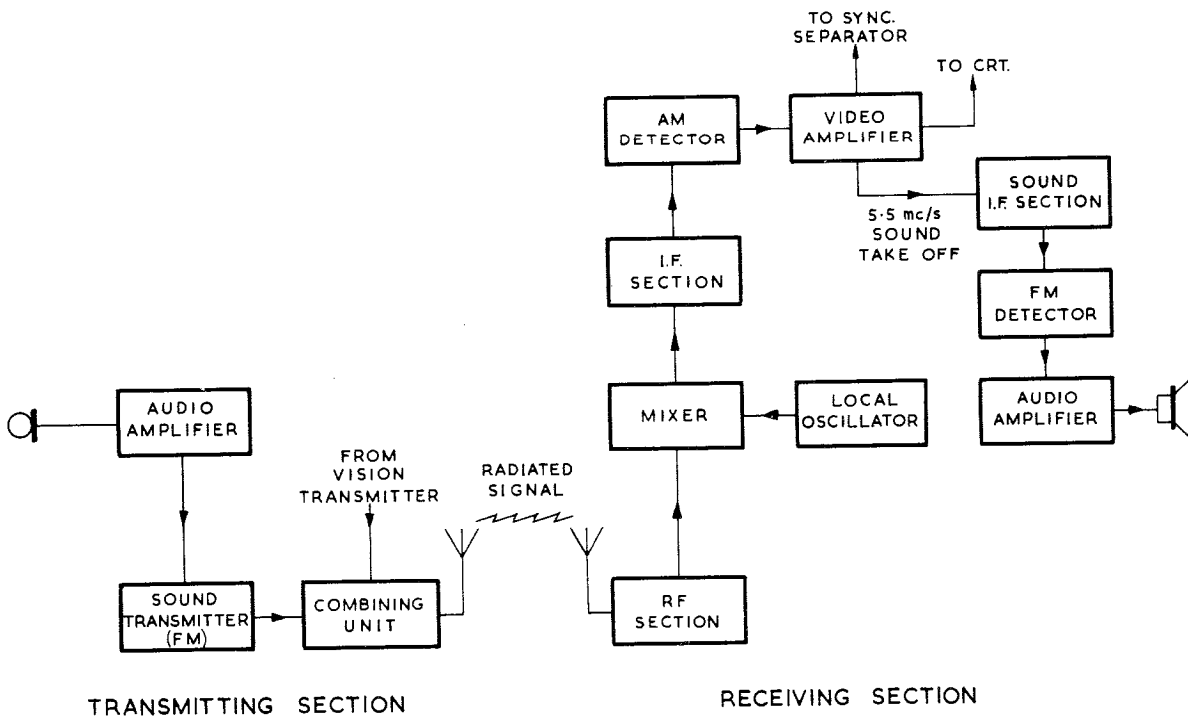 TO SYNC.
SEPARATOR
TO CRT.
AM
DETECTOR
VIDEO
AMPLIFIER
SOUND
I.F. SECTION
5·5 mc/s
SOUND
TAKE OFF
I.F.
SECTION
FM
DETECTOR
AUDIO
AMPLIFIER
MIXER
LOCAL
OSCILLATOR
AUDIO
AMPLIFIER
FROM
VISION
TRANSMITTER
RADIATED
SIGNAL
SOUND
TRANSMITTER
(FM)
COMBINING
UNIT
RF
SECTION
TRANSMITTING SECTION
RECEIVING SECTION